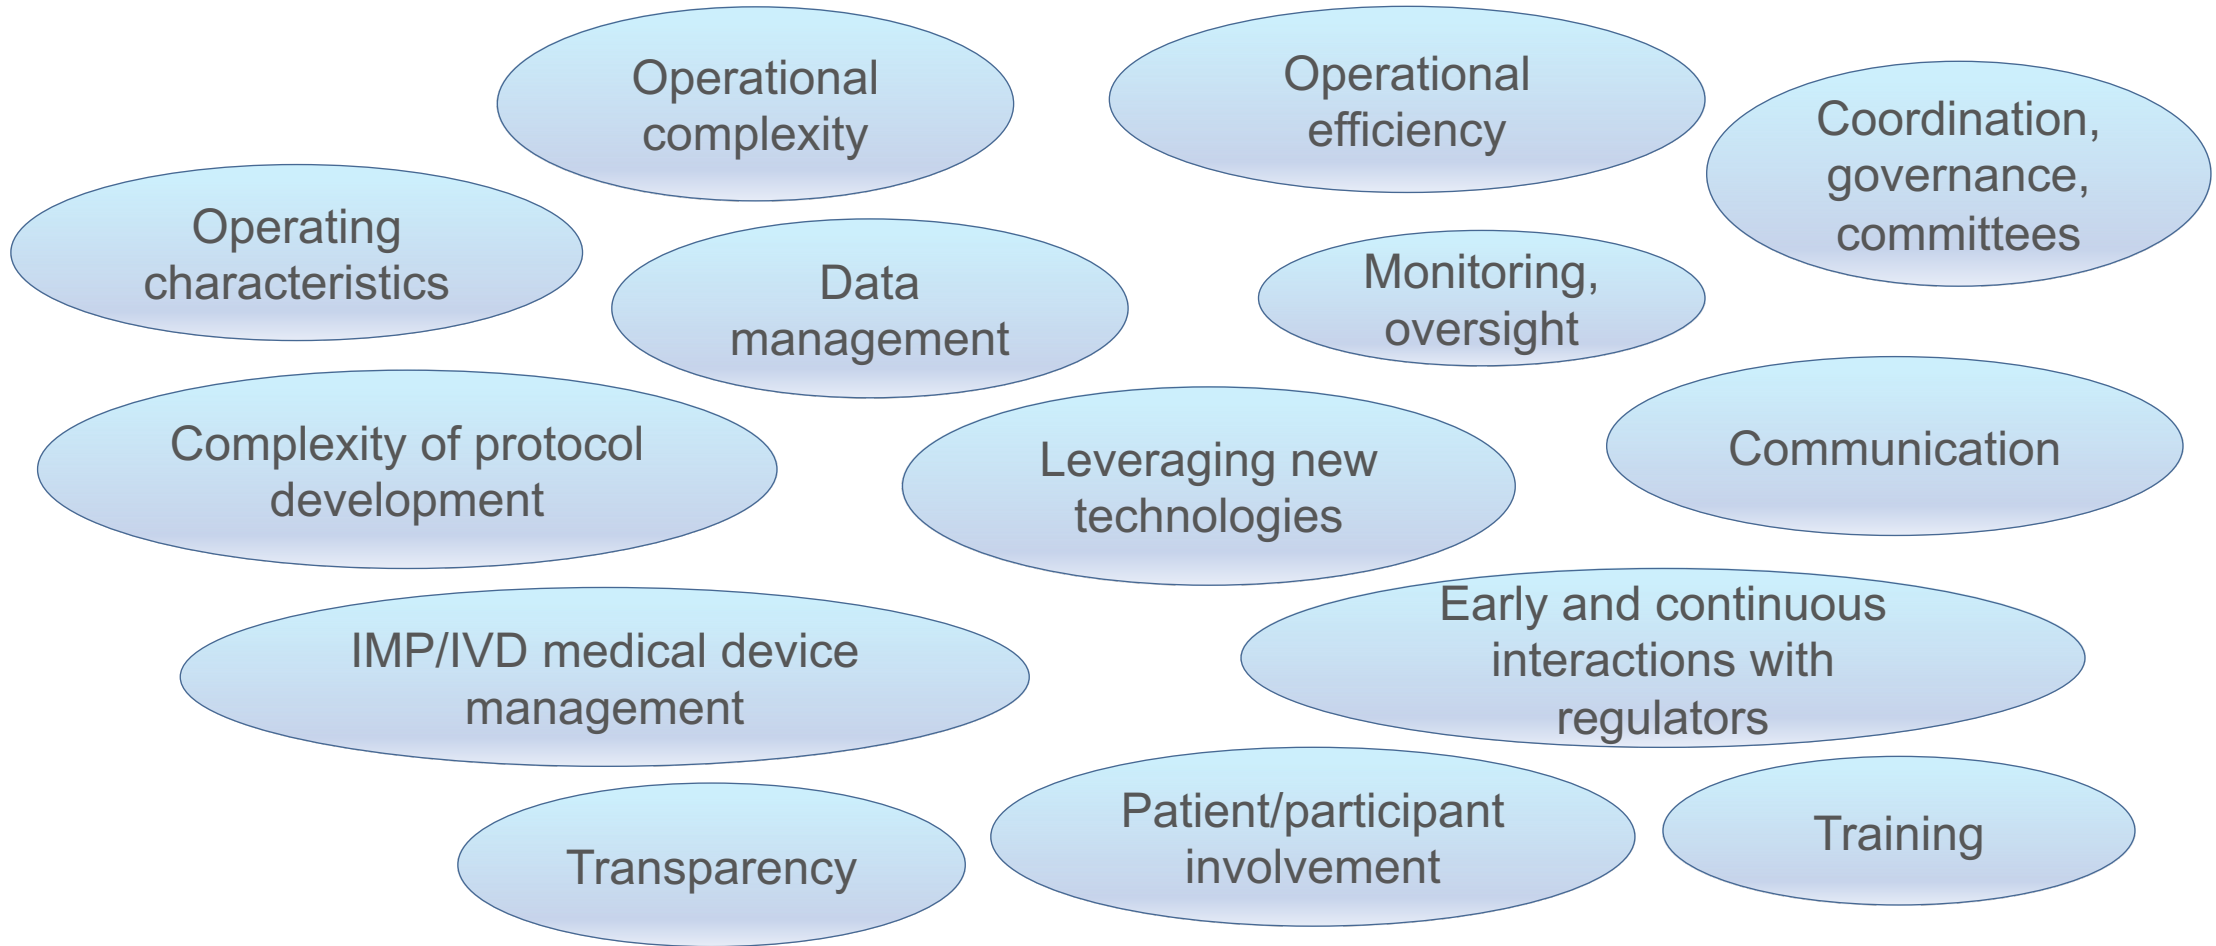 Operational
complexity
Operational
efficiency
Coordination,
governance,
committees
Operating
characteristics
Data
management
Monitoring,
oversight
Complexity of protocol
development
Leveraging new
technologies
Communication
IMP/IVD medical device
management
Early and continuous
interactions with
regulators
Transparency
Patient/participant
involvement
Training